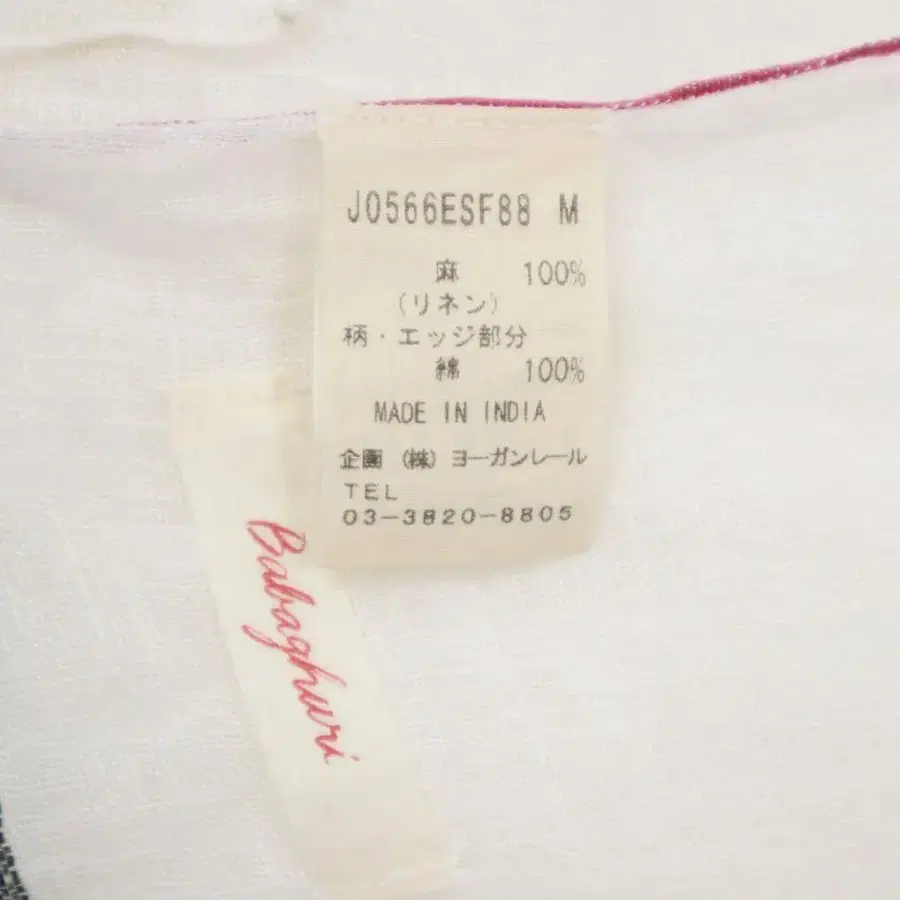 J0566ESF88 M
麻 100%
(リネン)
柄・エッジ部分
綿 100%
MADE IN INDIA
企画 (株) ヨーガンレール
TEL
03-3820-8805
Babaghuri